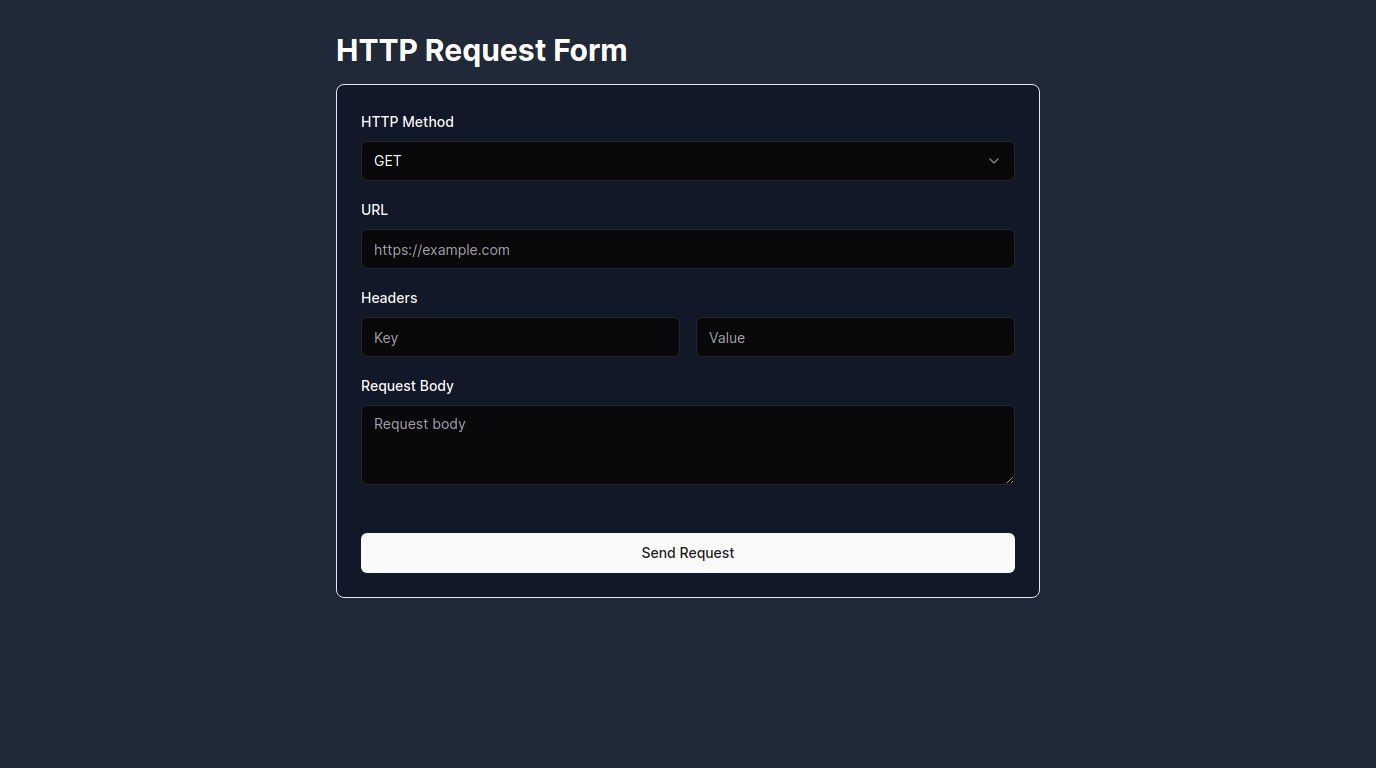 HTTP Request Form
HTTP Method
GET
URL
https://example.com
Headers
Key Value
Request Body
Request body
Send Request